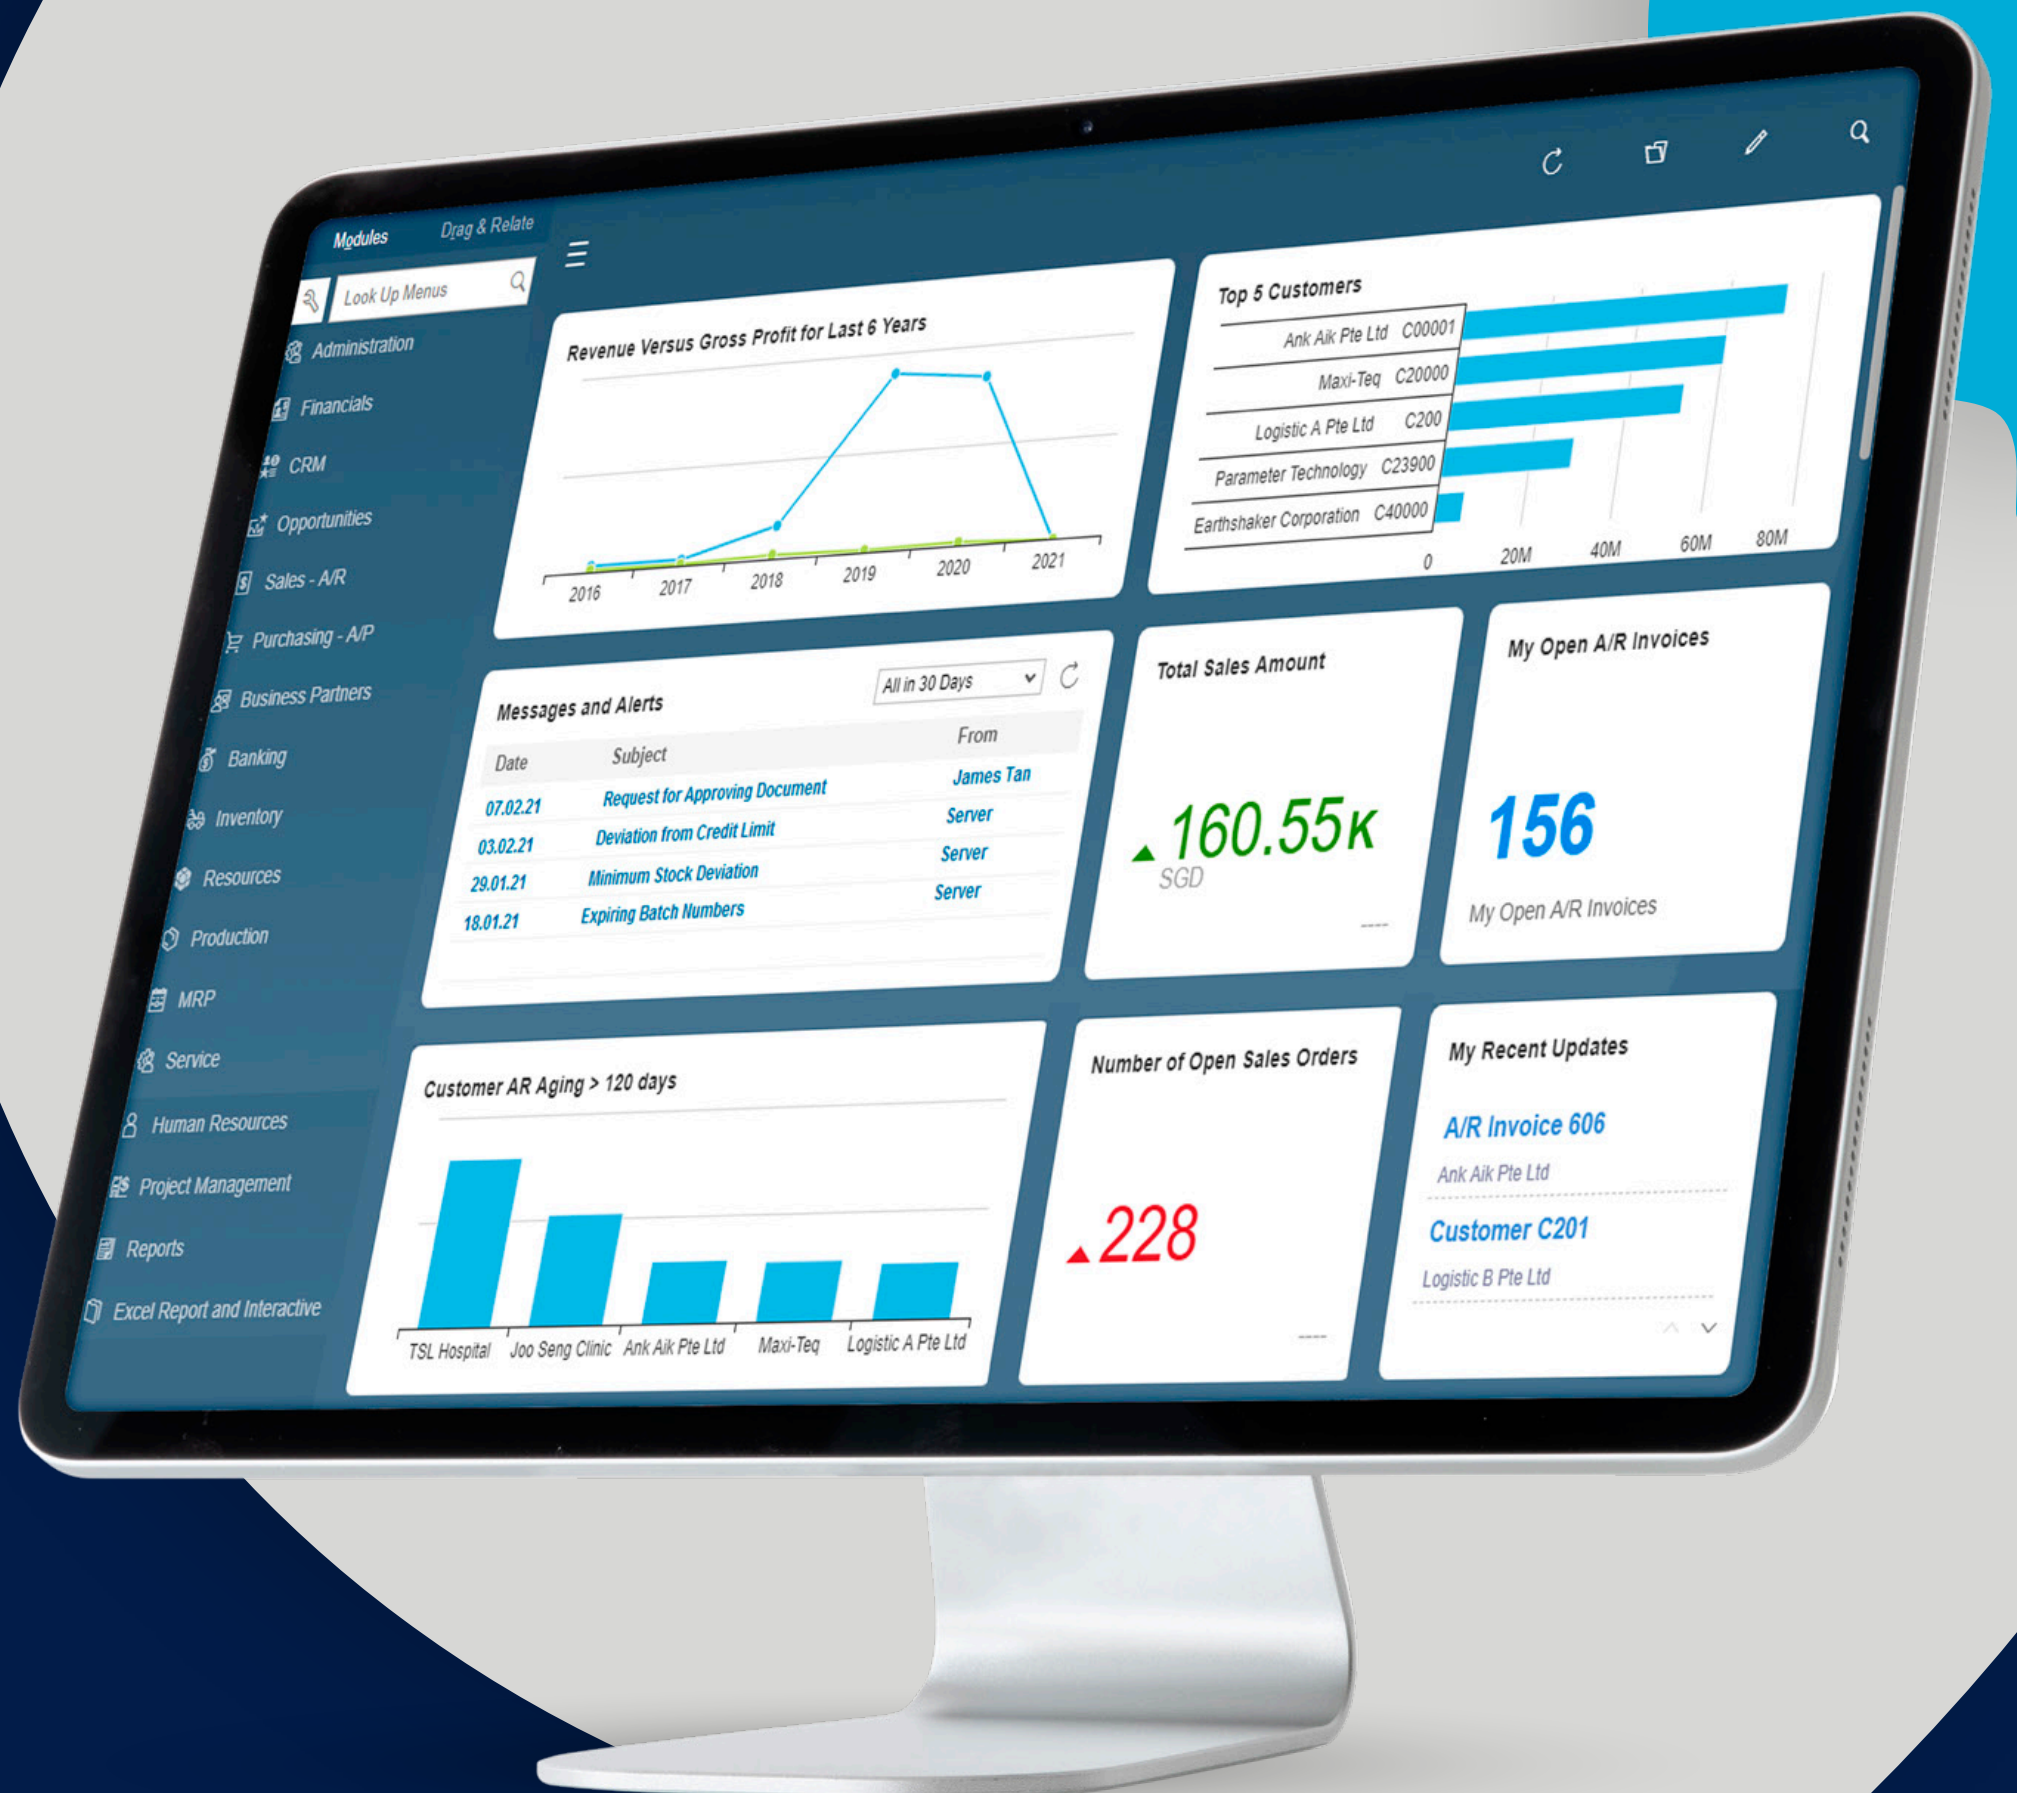 Modules Drag & Relate
Look Up Menus
Administration
Financials
CRM
Opportunities
Sales - A/R
Purchasing - A/P
Business Partners
Banking
Inventory
Resources
Production
MRP
Service
Human Resources
Project Management
Reports
Excel Report and Interactive
Revenue Versus Gross Profit for Last 6 Years
2016 2017 2018 2019 2020 2021
Top 5 Customers
Ank Aik Pte Ltd C00001
Maxi-Teq C20000
Logistic A Pte Ltd C200
Parameter Technology C23900
Earthshaker Corporation C40000
0 20M 40M 60M 80M
Messages and Alerts All in 30 Days
Date Subject From
07.02.21 Request for Approving Document James Tan
03.02.21 Deviation from Credit Limit Server
29.01.21 Minimum Stock Deviation Server
18.01.21 Expiring Batch Numbers Server
Total Sales Amount
160.55K
SGD
----
My Open A/R Invoices
156
My Open A/R Invoices
Customer AR Aging > 120 days
TSL Hospital Joo Seng Clinic Ank Aik Pte Ltd Maxi-Teq Logistic A Pte Ltd
Number of Open Sales Orders
228
----
My Recent Updates
A/R Invoice 606
Ank Aik Pte Ltd
Customer C201
Logistic B Pte Ltd